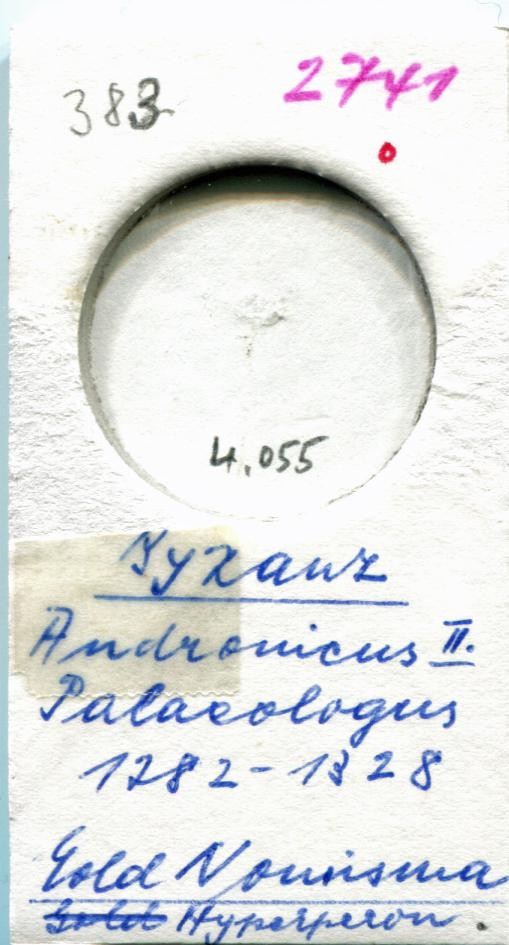 383 2741
4.055
Byzanz
Andronicus II.
Palaeologus
1282-1328
Gold Nomisma
Gold Hyperperon.